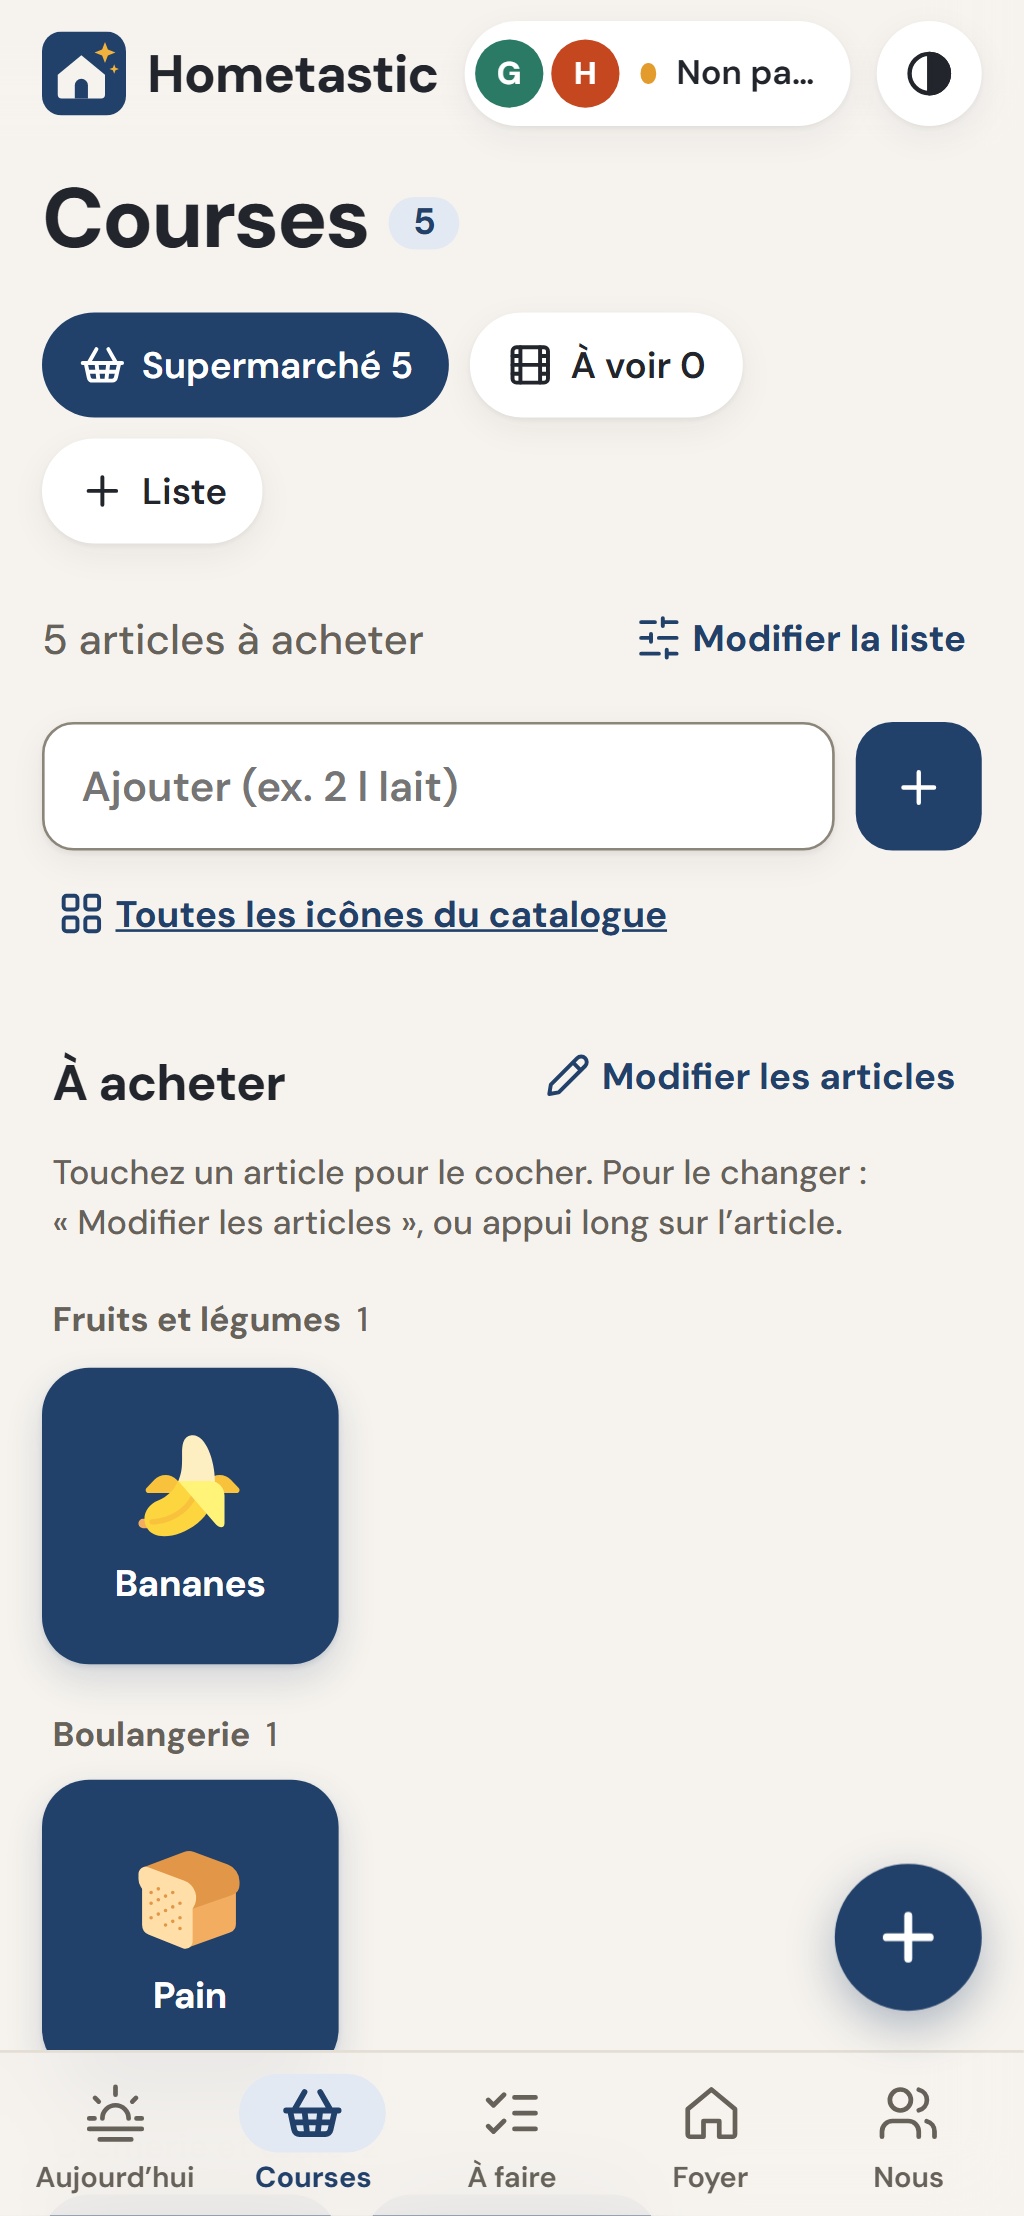 Hometastic
G H Non pa...
Courses 5
Supermarché 5
À voir 0
Liste
5 articles à acheter
Modifier la liste
Ajouter (ex. 2 l lait)
Toutes les icônes du catalogue
À acheter
Modifier les articles
Touchez un article pour le cocher. Pour le changer :
« Modifier les articles », ou appui long sur l’article.
Fruits et légumes 1
Bananes
Boulangerie 1
Pain
Aujourd’hui
Courses
À faire
Foyer
Nous